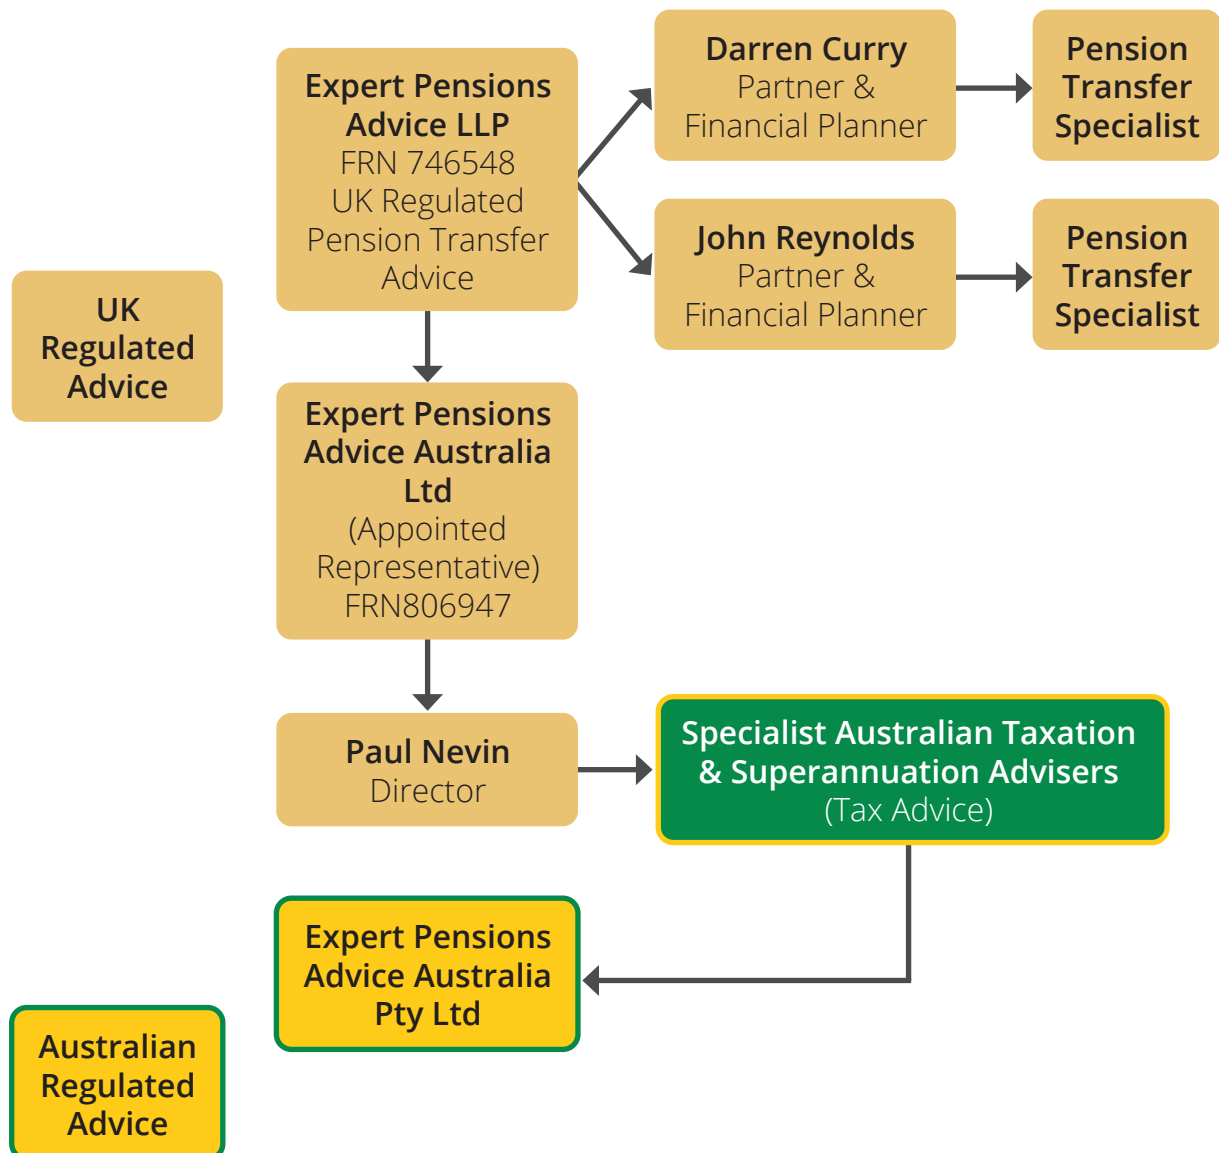 Expert Pensions
Advice LLP
FRN 746548
UK Regulated
Pension Transfer
Advice
Darren Curry
Partner &
Financial Planner
Pension
Transfer
Specialist
John Reynolds
Partner &
Financial Planner
Pension
Transfer
Specialist
UK
Regulated
Advice
Expert Pensions
Advice Australia
Ltd
(Appointed
Representative)
FRN806947
Paul Nevin
Director
Specialist Australian Taxation
& Superannuation Advisers
(Tax Advice)
Expert Pensions
Advice Australia
Pty Ltd
Australian
Regulated
Advice